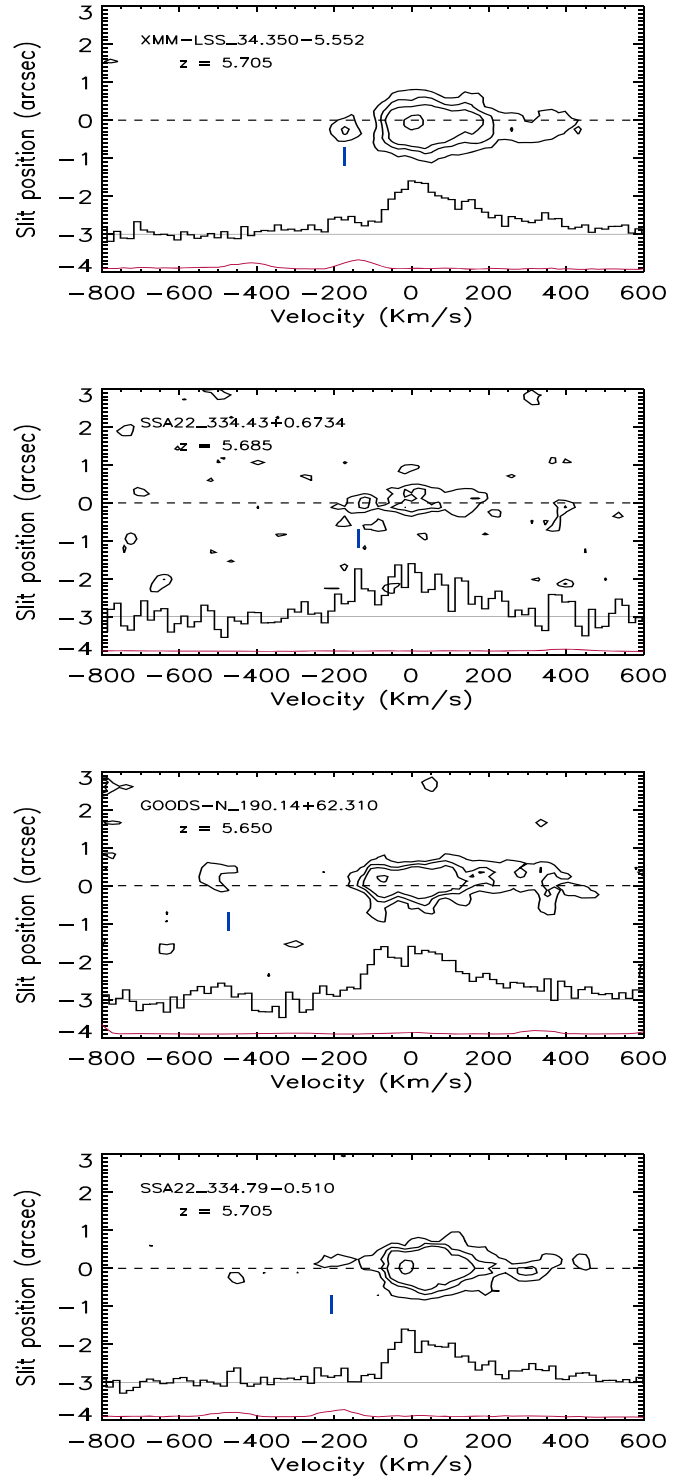 3
XMM-LSS_34.350-5.552
2
z = 5.705
1
0
-1
-2
-3
-4
Slit position (arcsec)
-800 -600 -400 -200 0 200 400 600
Velocity (Km/s)
3
SSA22_334.43+0.6734
2
z = 5.685
1
0
-1
-2
-3
-4
Slit position (arcsec)
-800 -600 -400 -200 0 200 400 600
Velocity (Km/s)
3
GOODS-N_190.14+62.310
2
z = 5.650
1
0
-1
-2
-3
-4
Slit position (arcsec)
-800 -600 -400 -200 0 200 400 600
Velocity (Km/s)
3
SSA22_334.79-0.510
2
z = 5.705
1
0
-1
-2
-3
-4
Slit position (arcsec)
-800 -600 -400 -200 0 200 400 600
Velocity (Km/s)